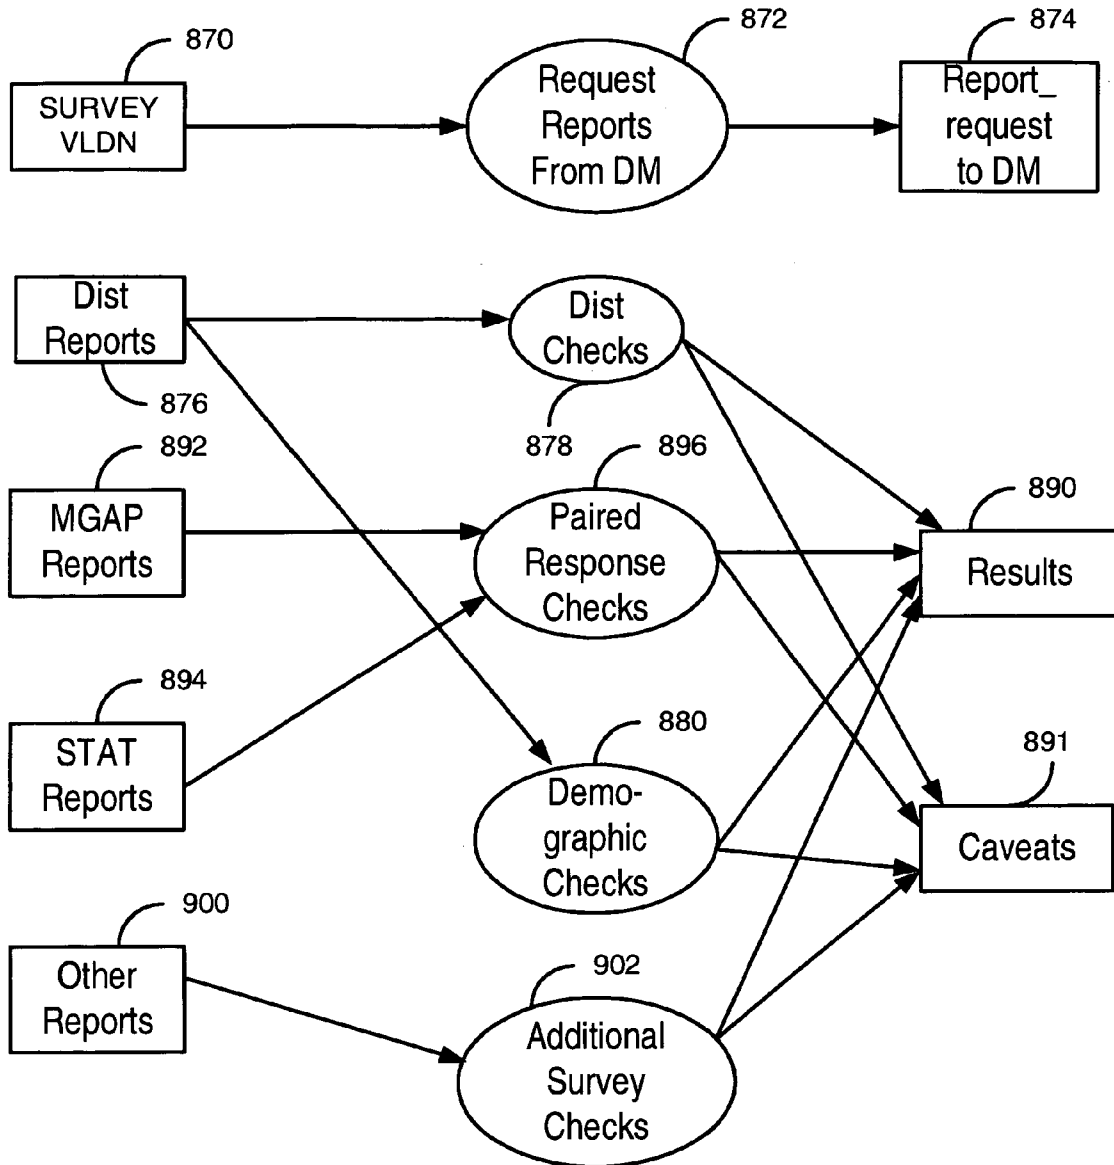 870
872
874
SURVEY
VLDN
Request
Reports
From DM
Report_
request
to DM
Dist
Reports
876
Dist
Checks
878
892
MGAP
Reports
896
Paired
Response
Checks
890
Results
894
STAT
Reports
880
Demo-
graphic
Checks
891
Caveats
900
Other
Reports
902
Additional
Survey
Checks